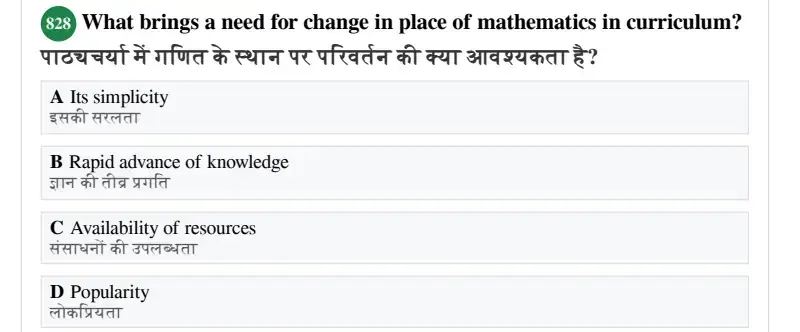 828 What brings a need for change in place of mathematics in curriculum?
पाठ्यचर्या में गणित के स्थान पर परिवर्तन की क्या आवश्यकता है?
A Its simplicity
इसकी सरलता
B Rapid advance of knowledge
ज्ञान की तीव्र प्रगति
C Availability of resources
संसाधनों की उपलब्धता
D Popularity
लोकप्रियता